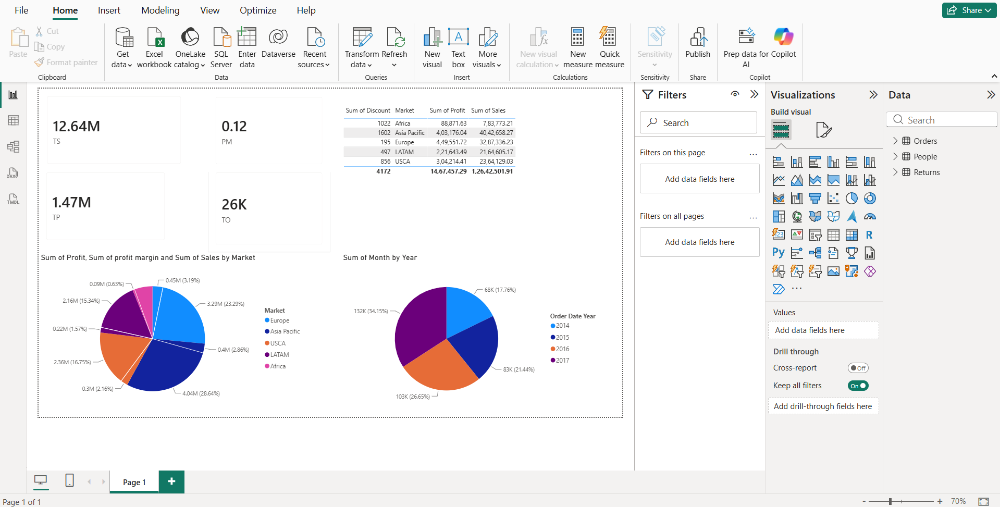 File Home Insert Modeling View Optimize Help
Share
Paste
Cut
Copy
Format painter
Clipboard
Get data
Excel workbook
OneLake catalog
SQL Server
Enter data
Dataverse
Recent sources
Data
Transform data
Refresh
Queries
New visual
Text box
More visuals
Insert
New visual calculation
New measure
Quick measure
Calculations
Sensitivity
Sensitivity
Publish
Share
Prep data for AI
Copilot
Copilot
DAX
TMDL
12.64M
TS
0.12
PM
1.47M
TP
26K
TO
Sum of Discount Market Sum of Profit Sum of Sales
1022 Africa 88,871.63 7,83,773.21
1602 Asia Pacific 4,03,176.04 40,42,658.27
195 Europe 4,49,551.72 32,87,336.23
497 LATAM 2,21,643.49 21,64,605.17
856 USCA 3,04,214.41 23,64,129.03
4172 14,67,457.29 1,26,42,501.91
Sum of Profit, Sum of profit margin and Sum of Sales by Market
0.45M (3.19%)
3.29M (23.29%)
0.4M (2.86%)
4.04M (28.64%)
0.3M (2.16%)
2.36M (16.75%)
0.22M (1.57%)
2.16M (15.34%)
0.09M (0.63%)
Market
Europe
Asia Pacific
USCA
LATAM
Africa
Sum of Month by Year
68K (17.76%)
83K (21.44%)
103K (26.65%)
132K (34.15%)
Order Date Year
2014
2015
2016
2017
Filters
Search
Filters on this page ...
Add data fields here
Filters on all pages ...
Add data fields here
Visualizations
Build visual
123
R
Py
...
Values
Add data fields here
Drill through
Cross-report Off
Keep all filters On
Add drill-through fields here
Data
Search
Orders
People
Returns
Page 1
+
Page 1 of 1
- + 70%